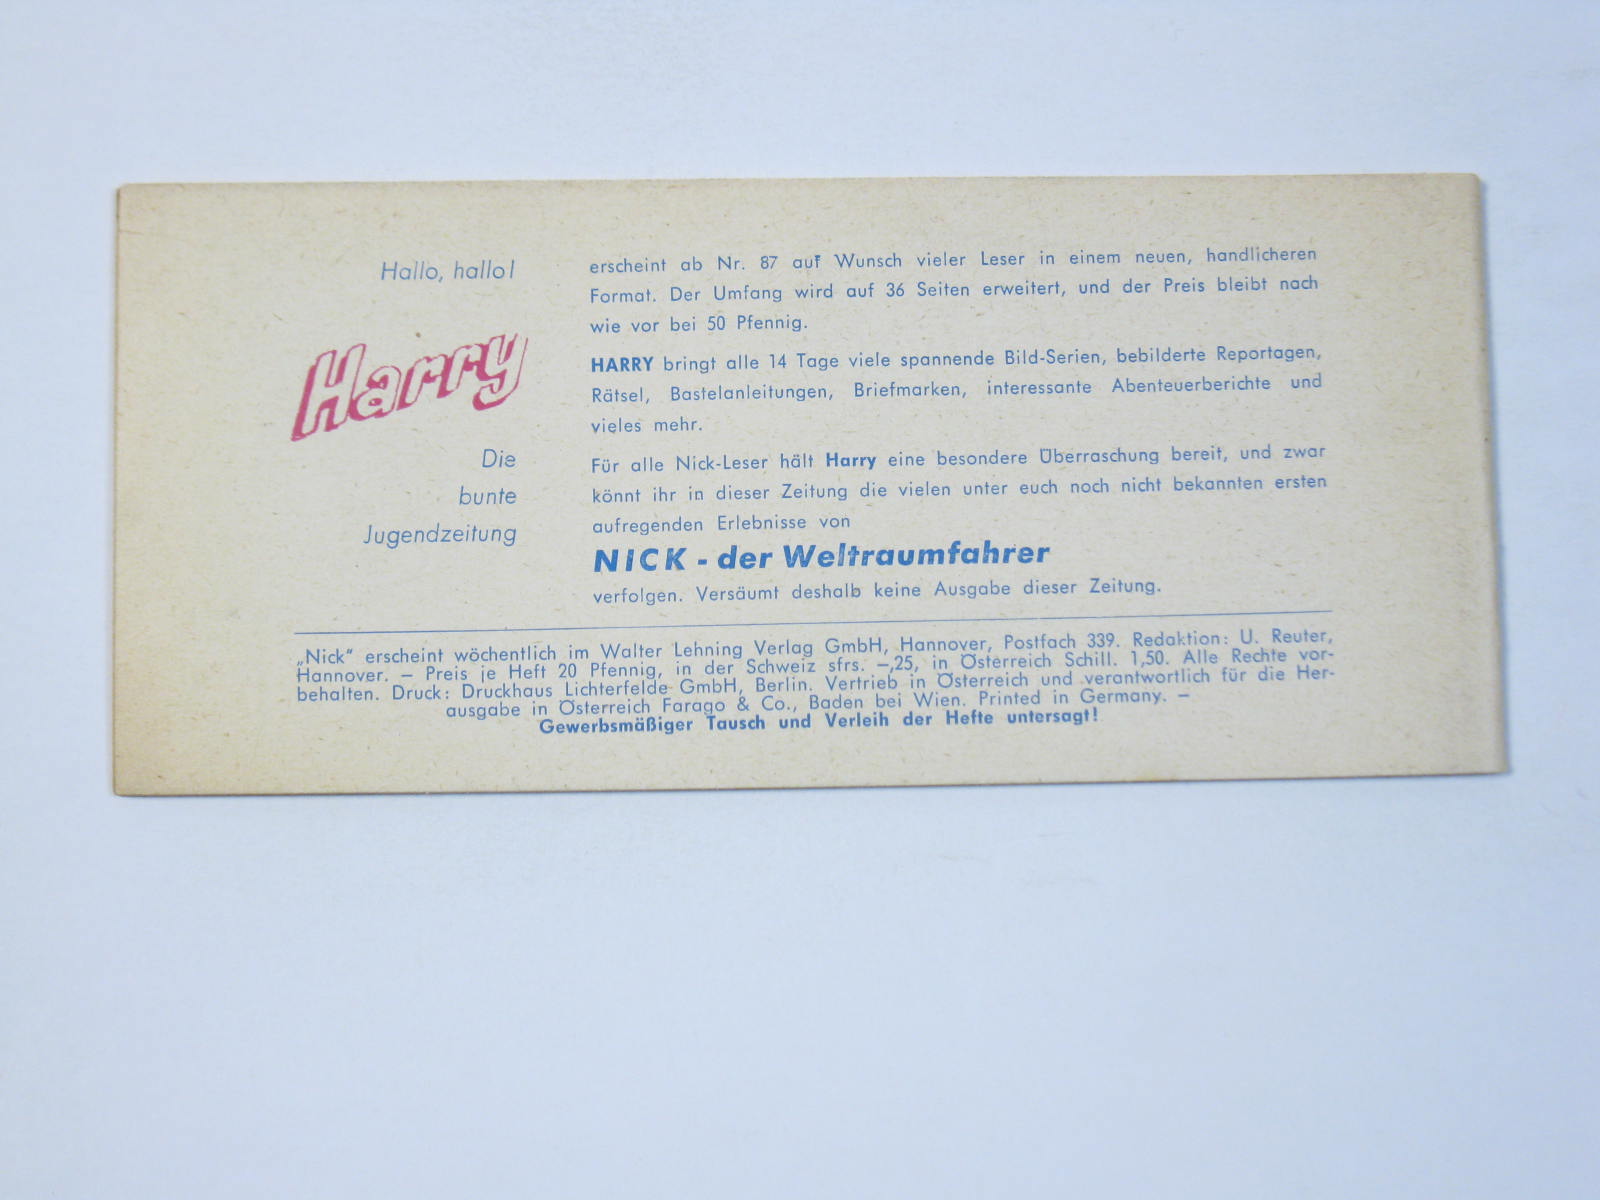 Hallo, hallo!
Harry
Die
bunte
Jugendzeitung
erscheint ab Nr. 87 auf Wunsch vieler Leser in einem neuen, handlicheren
Format. Der Umfang wird auf 36 Seiten erweitert, und der Preis bleibt nach
wie vor bei 50 Pfennig.
HARRY bringt alle 14 Tage viele spannende Bild-Serien, bebilderte Reportagen,
Rätsel, Bastelanleitungen, Briefmarken, interessante Abenteuerberichte und
vieles mehr.
Für alle Nick-Leser hält Harry eine besondere Überraschung bereit, und zwar
könnt ihr in dieser Zeitung die vielen unter euch noch nicht bekannten ersten
aufregenden Erlebnisse von
NICK - der Weltraumfahrer
verfolgen. Versäumt deshalb keine Ausgabe dieser Zeitung.
„Nick“ erscheint wöchentlich im Walter Lehning Verlag GmbH, Hannover, Postfach 339. Redaktion: U. Reuter,
Hannover. — Preis je Heft 20 Pfennig, in der Schweiz sfrs. —,25, in Österreich Schill. 1,50. Alle Rechte vor-
behalten. Druck: Druckhaus Lichterfelde GmbH, Berlin. Vertrieb in Österreich und verantwortlich für die Her-
ausgabe in Österreich Farago & Co., Baden bei Wien. Printed in Germany. —
Gewerbsmäßiger Tausch und Verleih der Hefte untersagt!